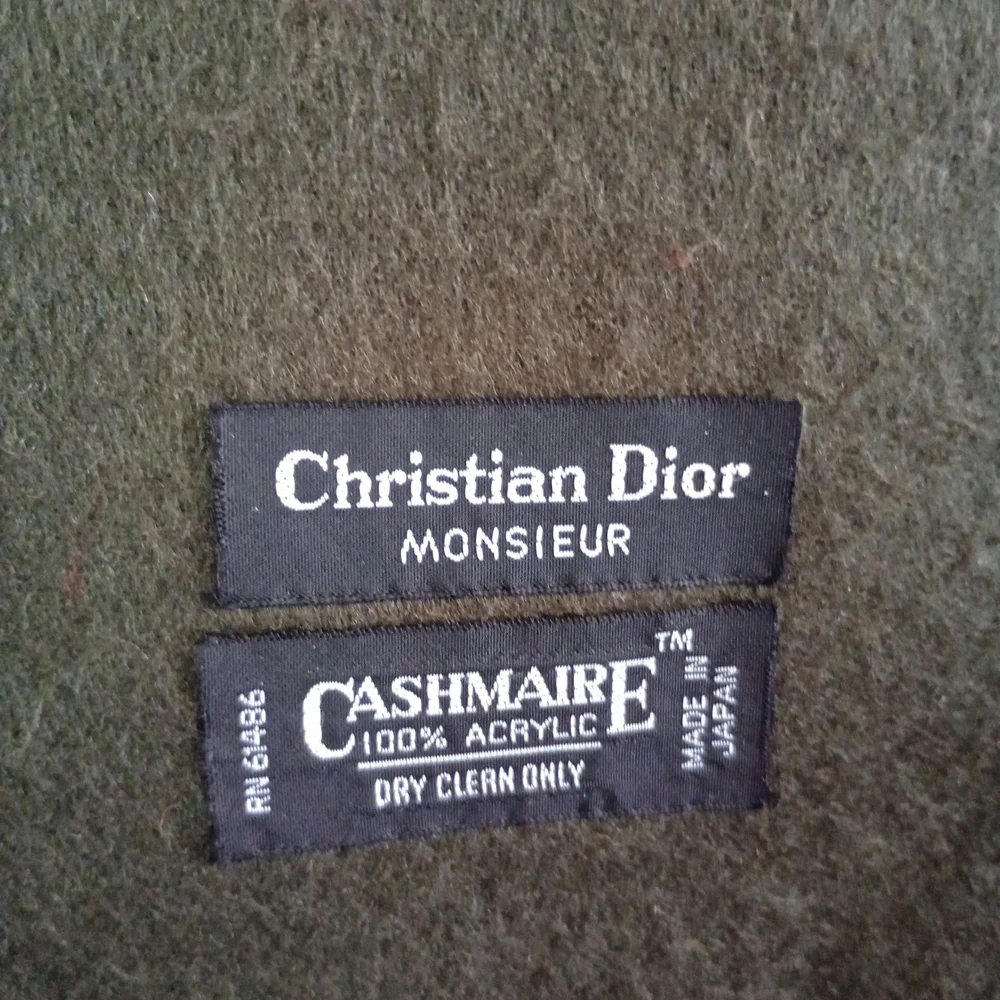 Christian Dior
MONSIEUR
RN 61486
CASHMAIRE™
100% ACRYLIC
DRY CLEAN ONLY
MADE IN
JAPAN